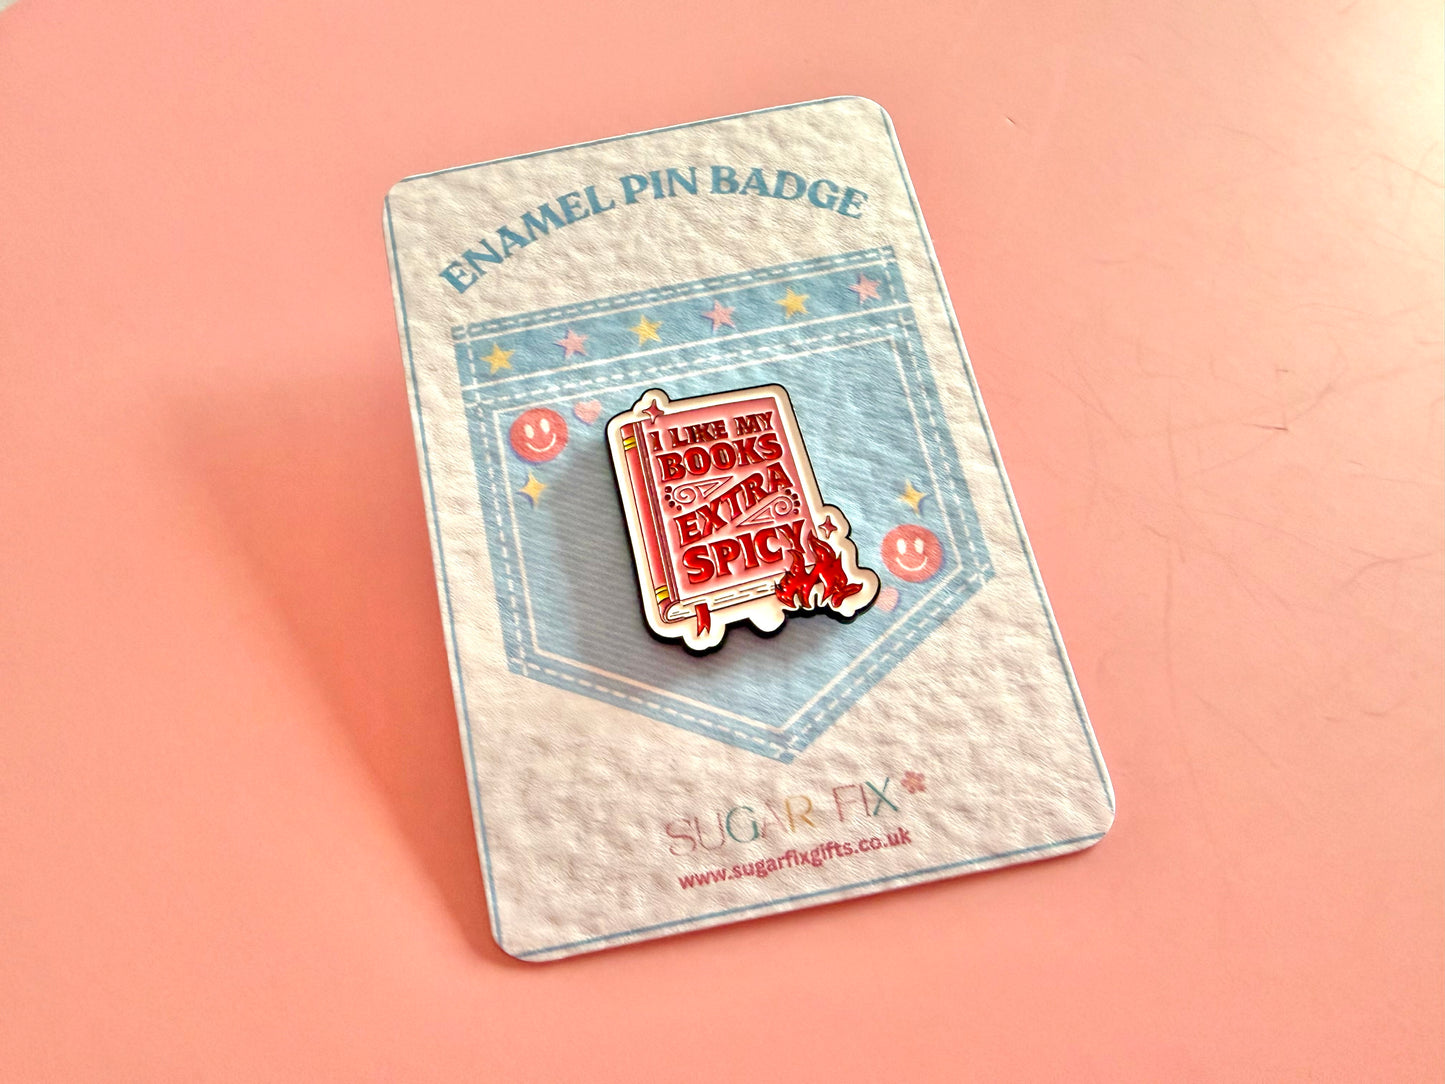 ENAMEL PIN BADGE
I LIKE MY
BOOKS
EXTRA
SPICY
SUGAR FIX
www.sugarfixgifts.co.uk